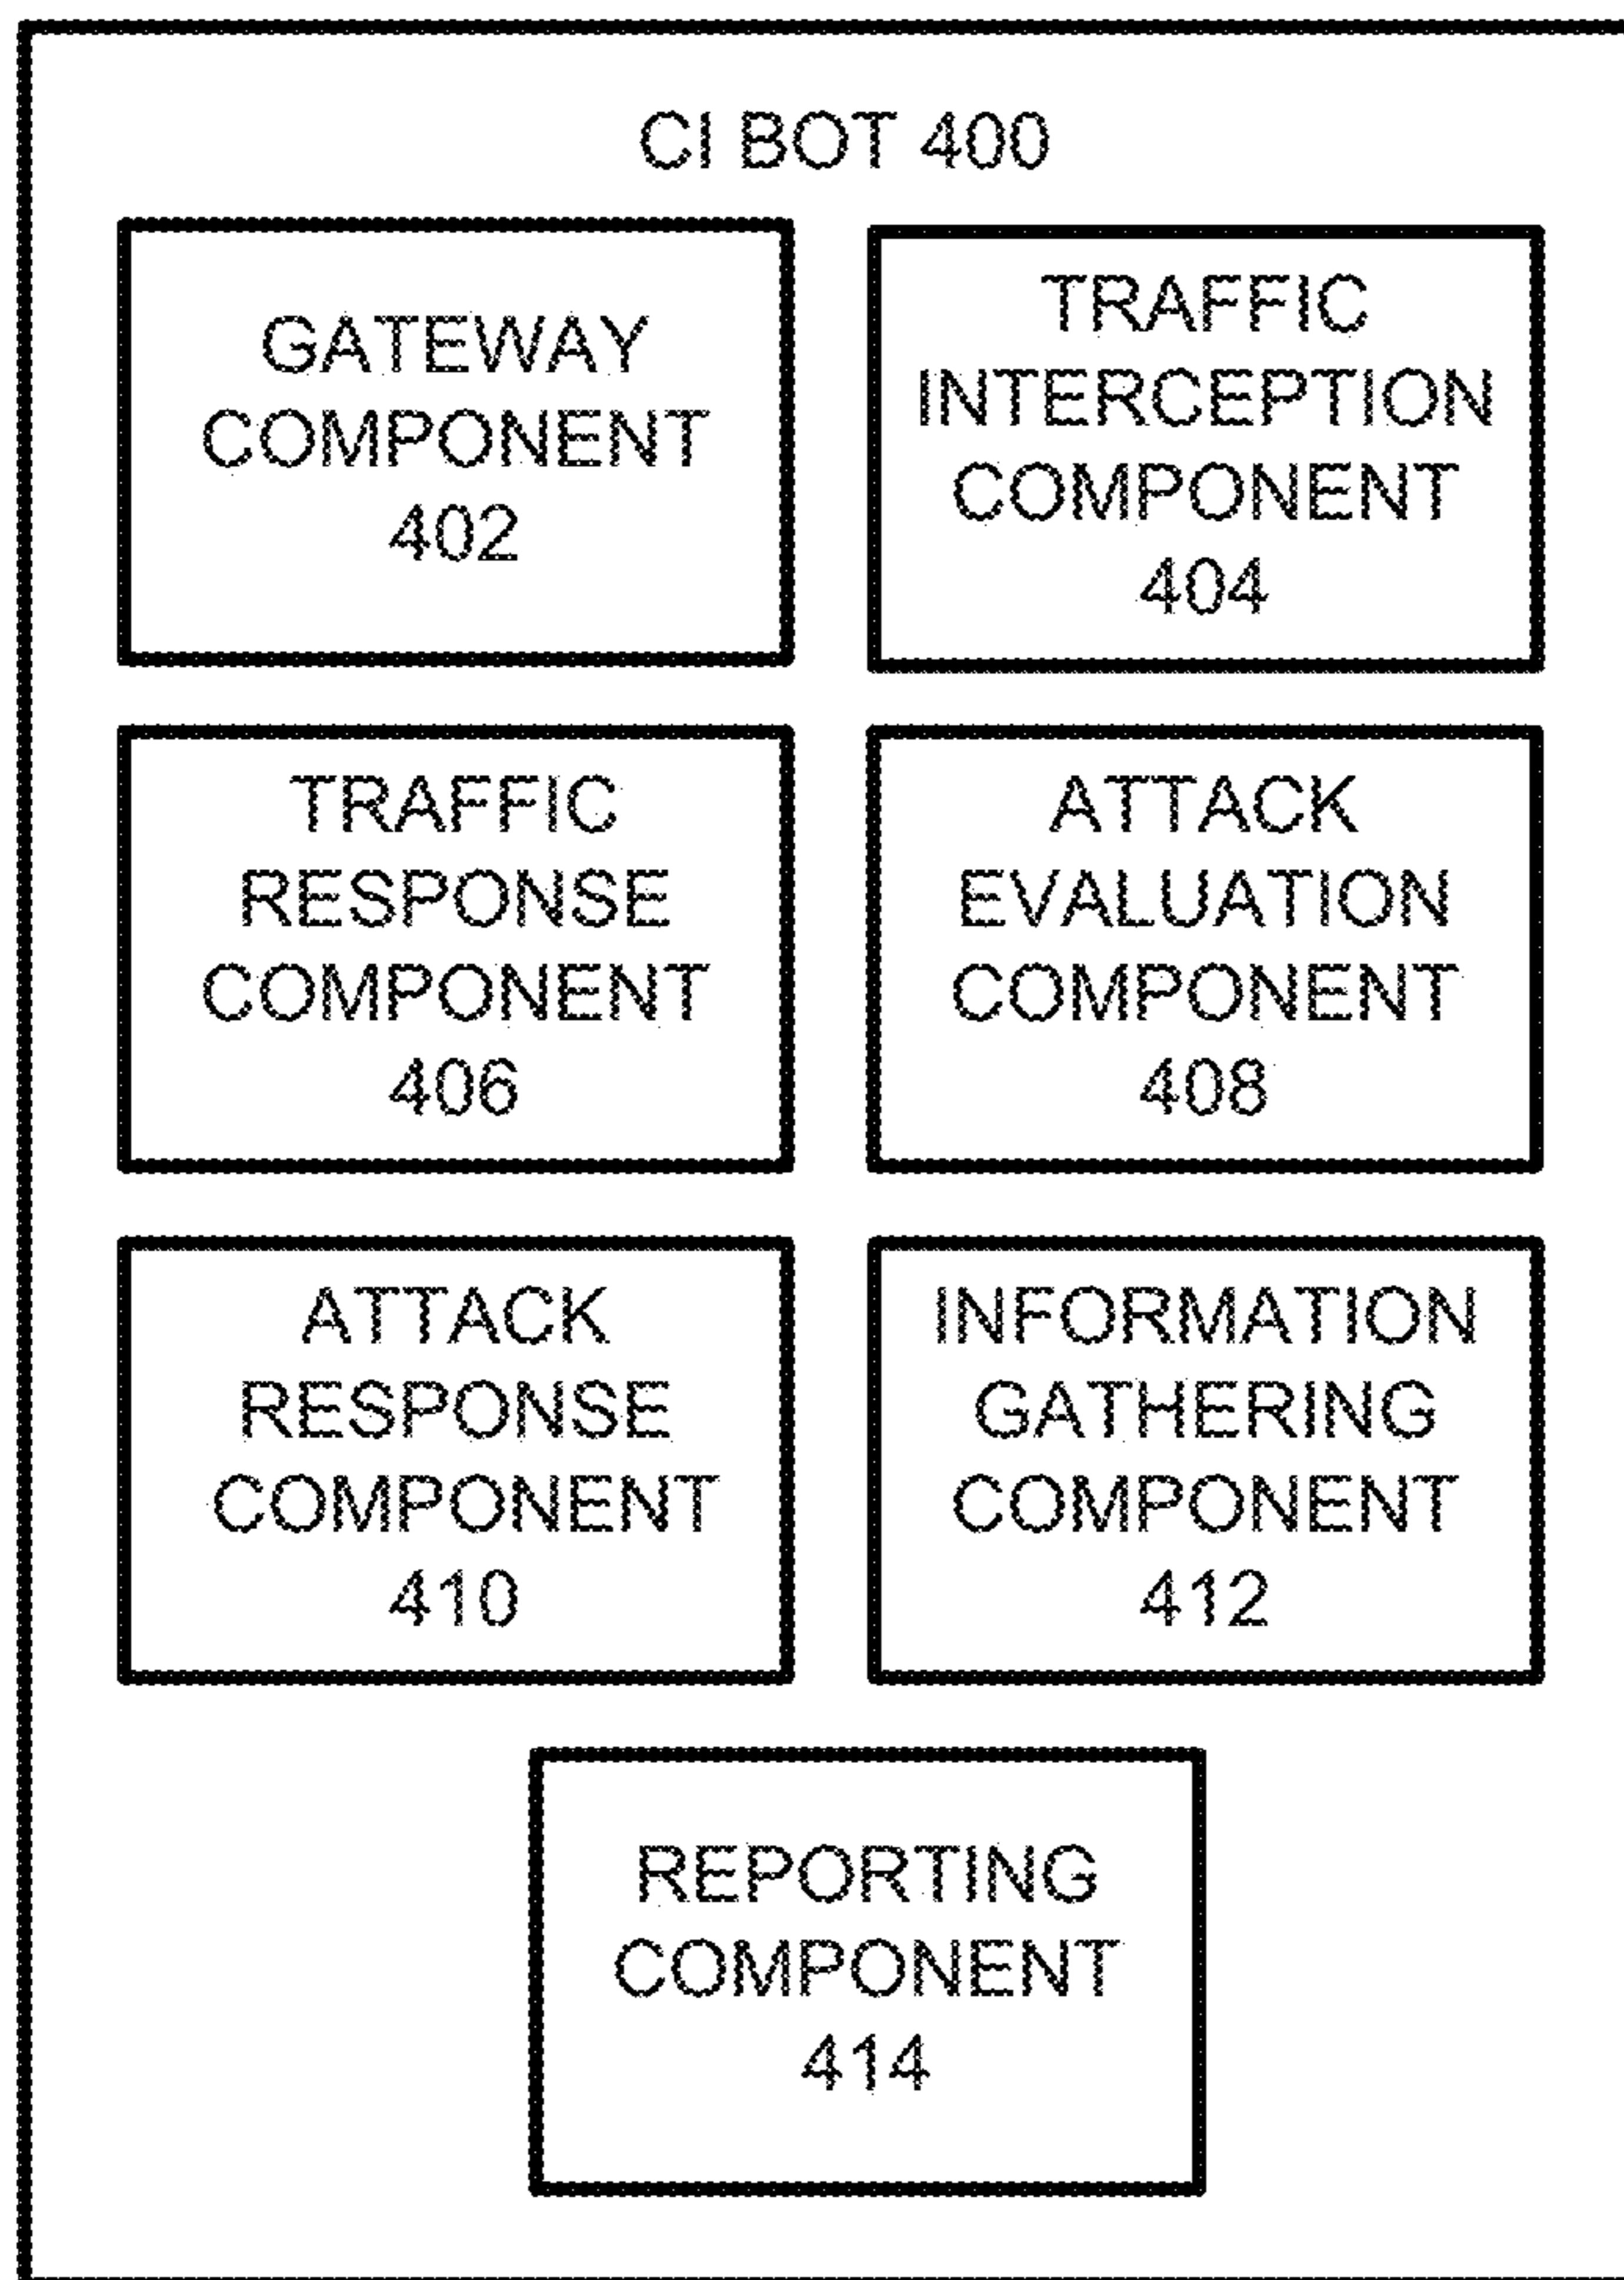 CI BOT 400
GATEWAY
COMPONENT
402
TRAFFIC
INTERCEPTION
COMPONENT
404
TRAFFIC
RESPONSE
COMPONENT
406
ATTACK
EVALUATION
COMPONENT
408
ATTACK
RESPONSE
COMPONENT
410
INFORMATION
GATHERING
COMPONENT
412
REPORTING
COMPONENT
414